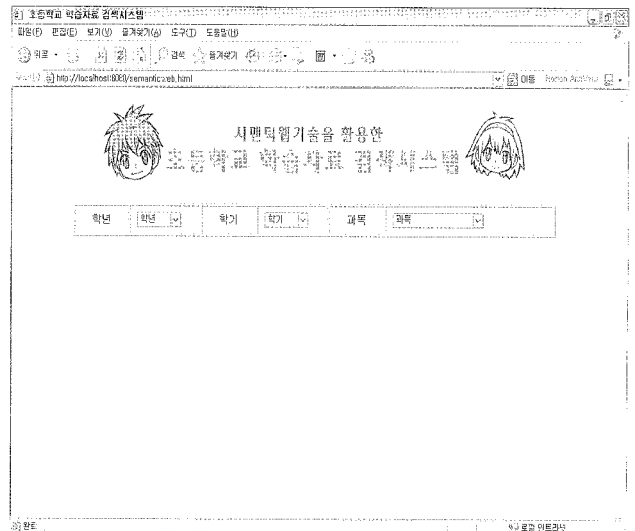 초등학교 학습자료 검색시스템
파일(F) 편집(E) 보기(V) 즐겨찾기(A) 도구(T) 도움말(H)
뒤로 검색 즐겨찾기
http://localhost:8080/semanticweb.html 이동 Norton AntiVirus
시맨틱웹기술을 활용한
초등학교 학습자료 검색시스템
학년 학년 학기 학기 과목 과목
완료 로컬 인트라넷